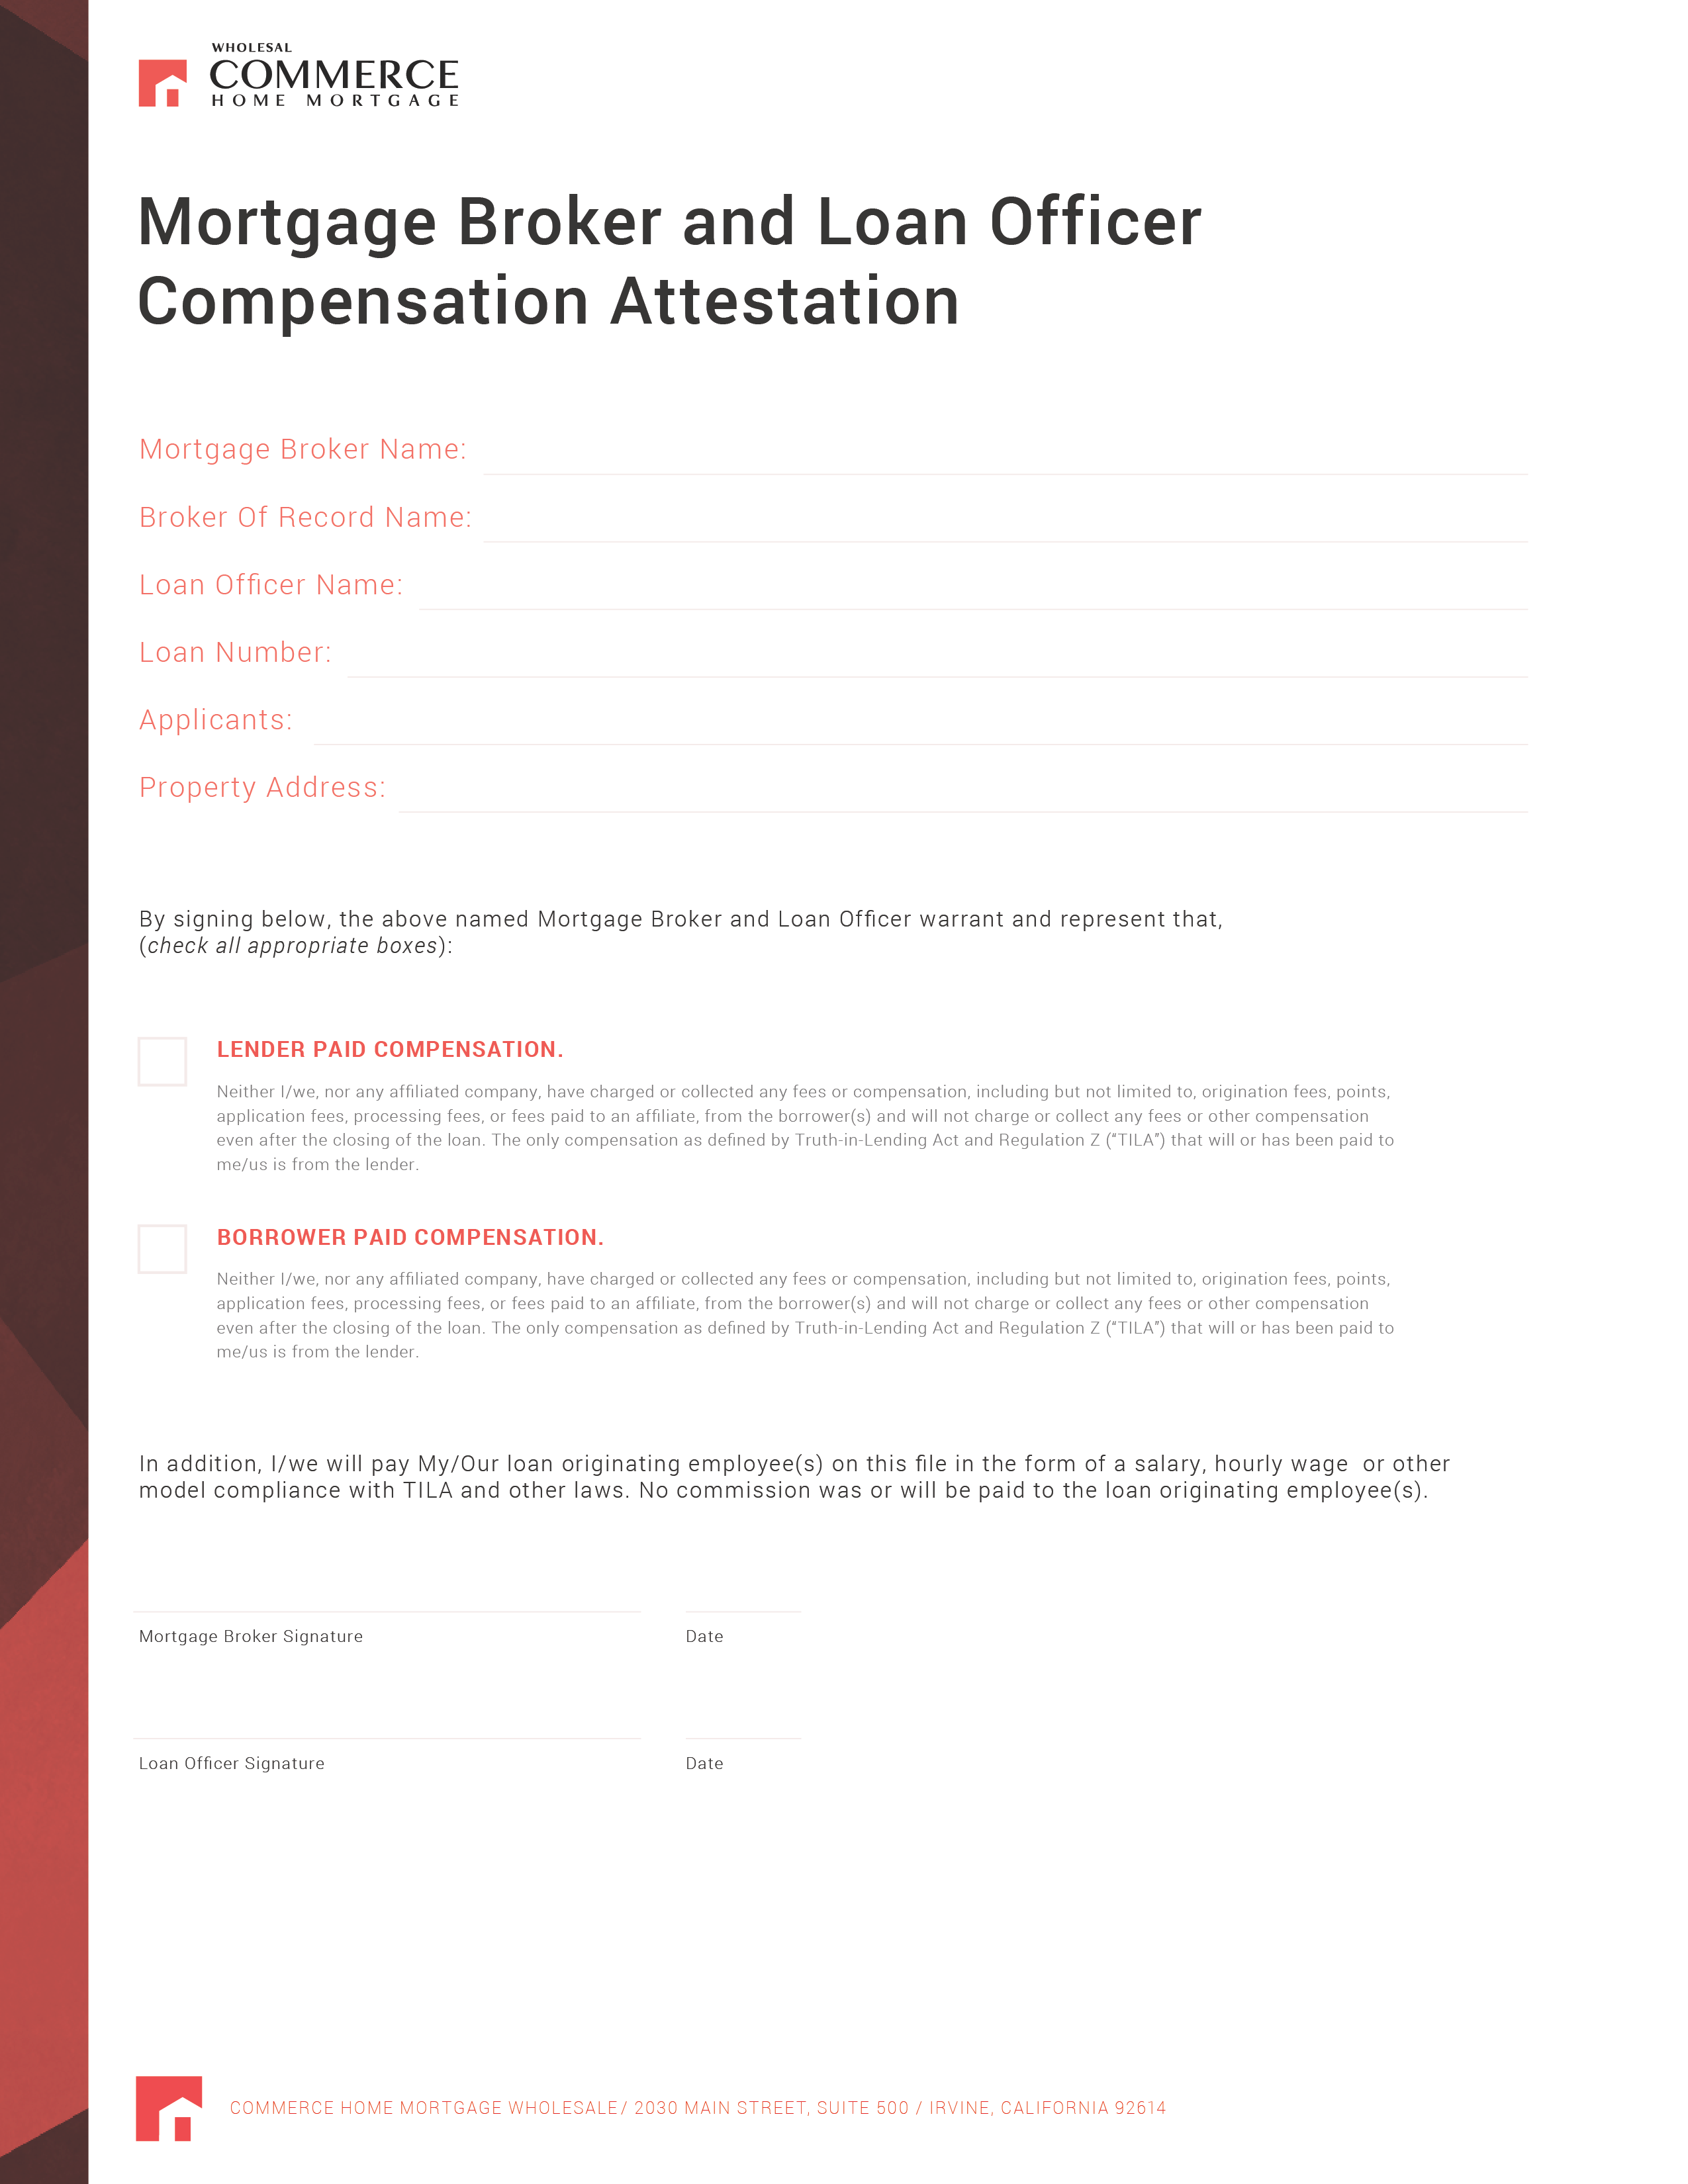 WHOLESAL
COMMERCE
HOME MORTGAGE
Mortgage Broker and Loan Officer
Compensation Attestation
Mortgage Broker Name:
Broker Of Record Name:
Loan Officer Name:
Loan Number:
Applicants:
Property Address:
By signing below, the above named Mortgage Broker and Loan Officer warrant and represent that,
(check all appropriate boxes):
LENDER PAID COMPENSATION.
Neither I/we, nor any affiliated company, have charged or collected any fees or compensation, including but not limited to, origination fees, points,
application fees, processing fees, or fees paid to an affiliate, from the borrower(s) and will not charge or collect any fees or other compensation
even after the closing of the loan. The only compensation as defined by Truth-in-Lending Act and Regulation Z (“TILA”) that will or has been paid to
me/us is from the lender.
BORROWER PAID COMPENSATION.
Neither I/we, nor any affiliated company, have charged or collected any fees or compensation, including but not limited to, origination fees, points,
application fees, processing fees, or fees paid to an affiliate, from the borrower(s) and will not charge or collect any fees or other compensation
even after the closing of the loan. The only compensation as defined by Truth-in-Lending Act and Regulation Z (“TILA”) that will or has been paid to
me/us is from the lender.
In addition, I/we will pay My/Our loan originating employee(s) on this file in the form of a salary, hourly wage  or other
model compliance with TILA and other laws. No commission was or will be paid to the loan originating employee(s).
Mortgage Broker Signature Date
Loan Officer Signature Date
COMMERCE HOME MORTGAGE WHOLESALE/ 2030 MAIN STREET, SUITE 500 / IRVINE, CALIFORNIA 92614